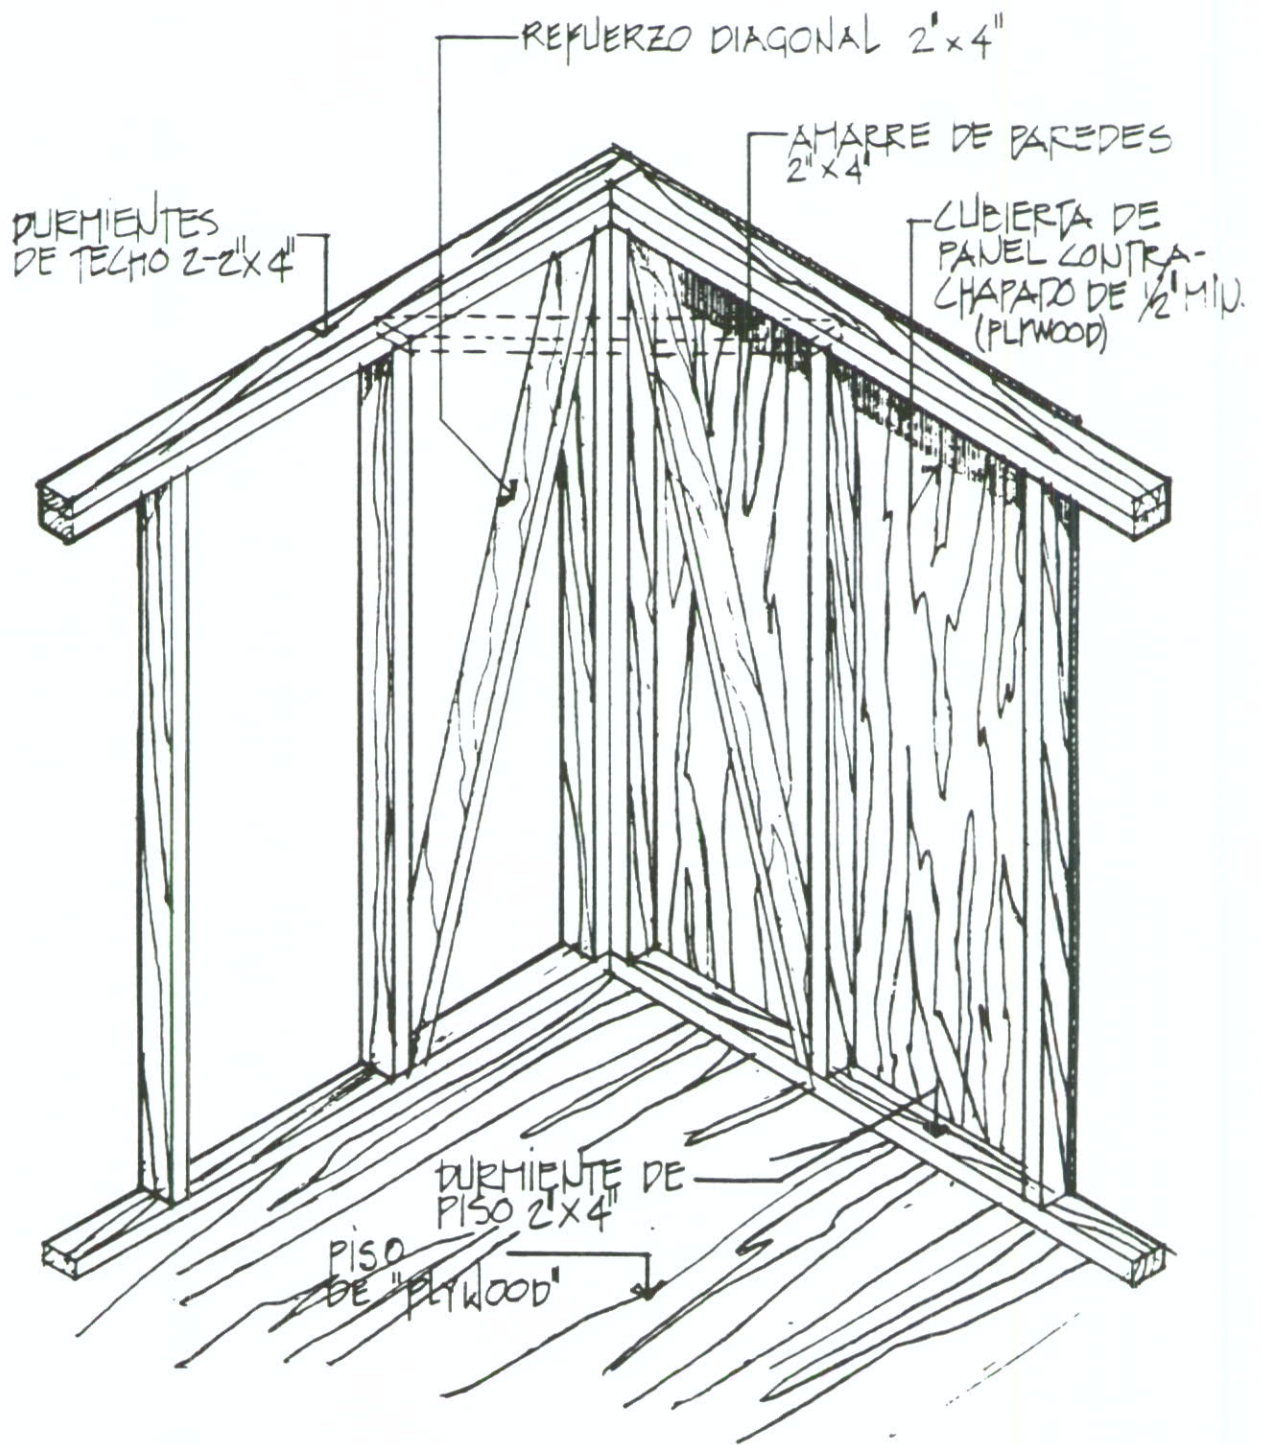 REFUERZO DIAGONAL 2"x4"
AMARRE DE PAREDES
2"x4"
DURMIENTES
DE TECHO 2-2"x4"
CUBIERTA DE
PANEL CONTRA-
CHAPADO DE 1/2" MIN.
(PLYWOOD)
DURMIENTE DE
PISO 2"x4"
PISO
DE "PLYWOOD"